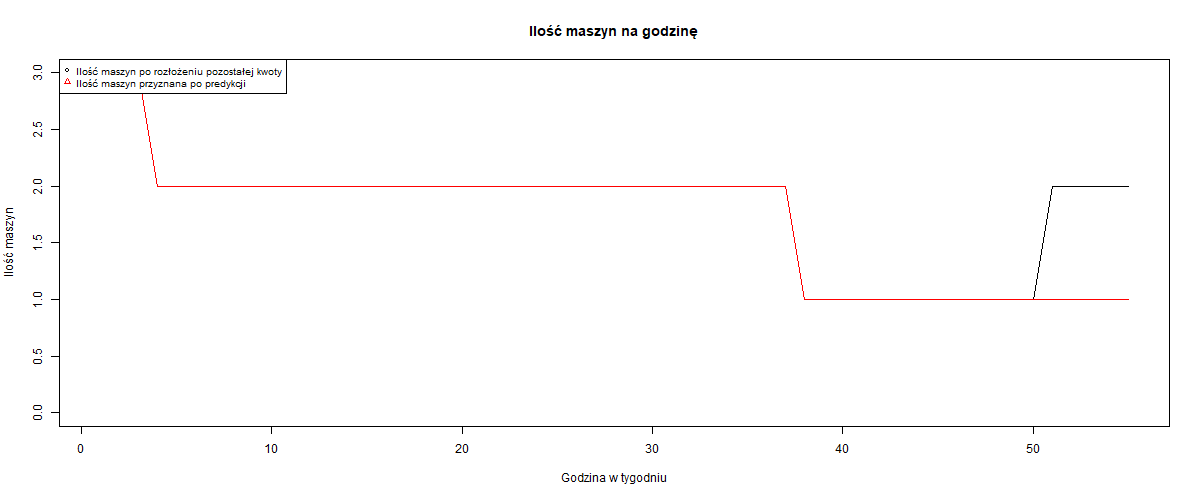 Ilość maszyn na godzinę
Ilość maszyn po rozłożeniu pozostałej kwoty
Ilość maszyn przyznana po predykcji
Ilość maszyn
3.0
2.5
2.0
1.5
1.0
0.5
0.0
0 10 20 30 40 50
Godzina w tygodniu